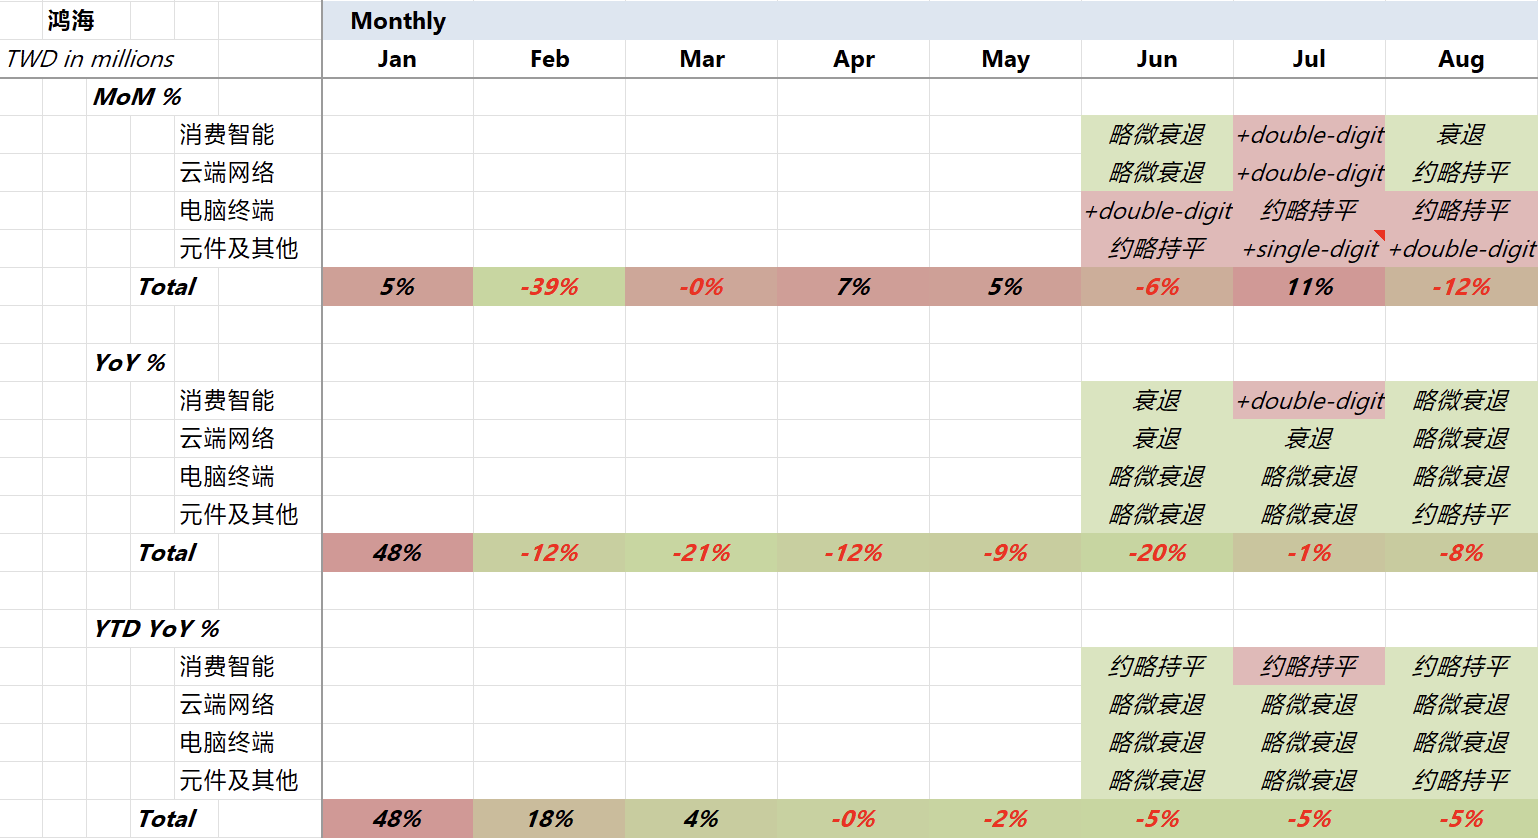 鸿海 Monthly
TWD in millions Jan Feb Mar Apr May Jun Jul Aug
MoM %
消费智能 略微衰退 +double-digit 衰退
云端网络 略微衰退 +double-digit 约略持平
电脑终端 +double-digit 约略持平 约略持平
元件及其他 约略持平 +single-digit +double-digit
Total 5% -39% -0% 7% 5% -6% 11% -12%
YoY %
消费智能 衰退 +double-digit 略微衰退
云端网络 衰退 衰退 略微衰退
电脑终端 略微衰退 略微衰退 略微衰退
元件及其他 略微衰退 略微衰退 约略持平
Total 48% -12% -21% -12% -9% -20% -1% -8%
YTD YoY %
消费智能 约略持平 约略持平 约略持平
云端网络 略微衰退 略微衰退 略微衰退
电脑终端 略微衰退 略微衰退 略微衰退
元件及其他 略微衰退 略微衰退 约略持平
Total 48% 18% 4% -0% -2% -5% -5% -5%